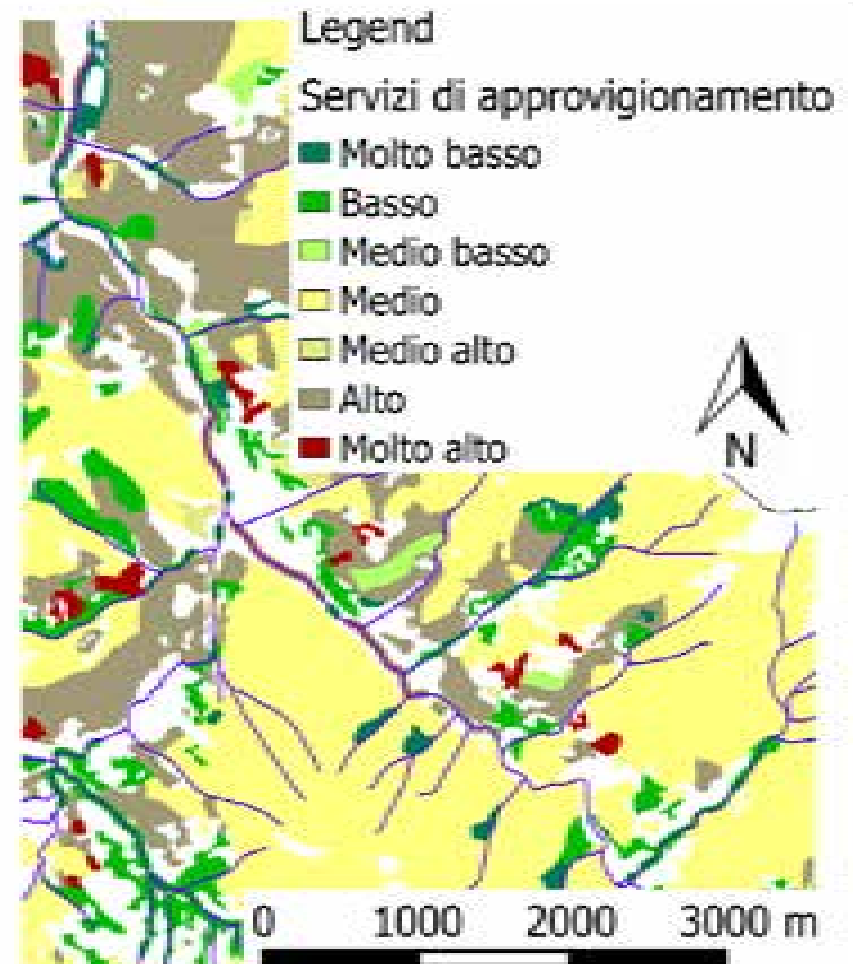 Legend
Servizi di approvigionamento
Molto basso
Basso
Medio basso
Medio
Medio alto
Alto
Molto alto
N
0 1000 2000 3000 m